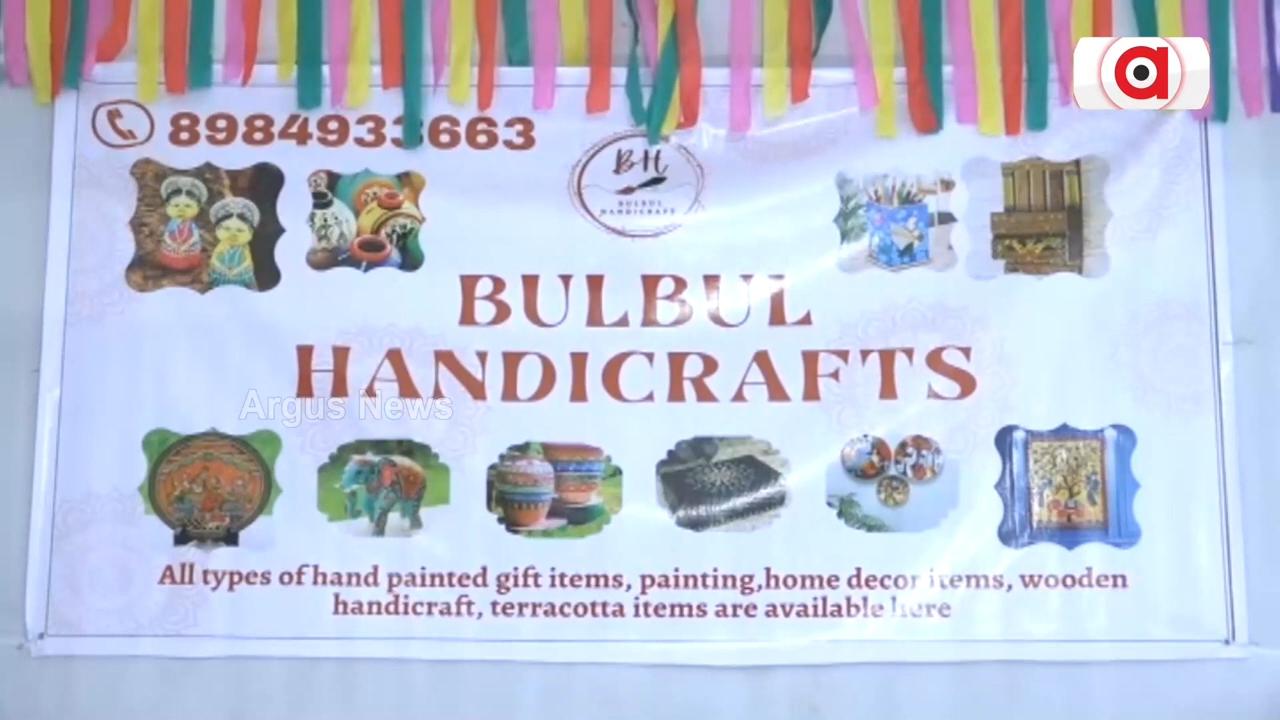 8984933663
BH
BULBUL
HANDICRAFT
BULBUL
HANDICRAFTS
Argus News
All types of hand painted gift items, painting,home decor items, wooden
handicraft, terracotta items are available here
a